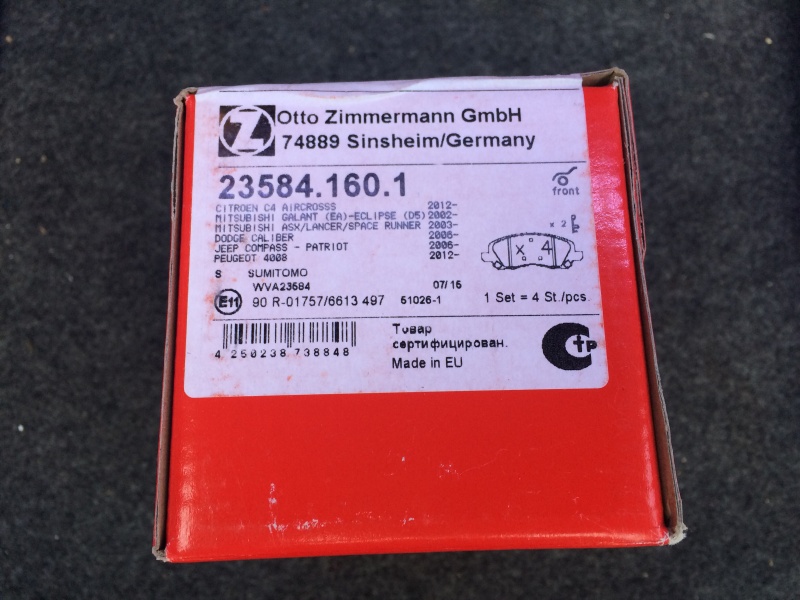 Z
Otto Zimmermann GmbH
74889 Sinsheim/Germany
23584.160.1
front
CITROEN C4 AIRCROSSS 2012-
MITSUBISHI GALANT (EA)-ECLIPSE (D5) 2002-
MITSUBISHI ASX/LANCER/SPACE RUNNER 2003-
DODGE CALIBER 2006-
JEEP COMPASS - PATRIOT 2006-
PEUGEOT 4008 2012-
x 2
x 4
S SUMITOMO
WVA23584 07/15
E11 90 R-01757/6613 497 51026-1
1 Set = 4 St./pcs.
4 250238 738848
Товар
сертифицирован.
Made in EU
Ctp